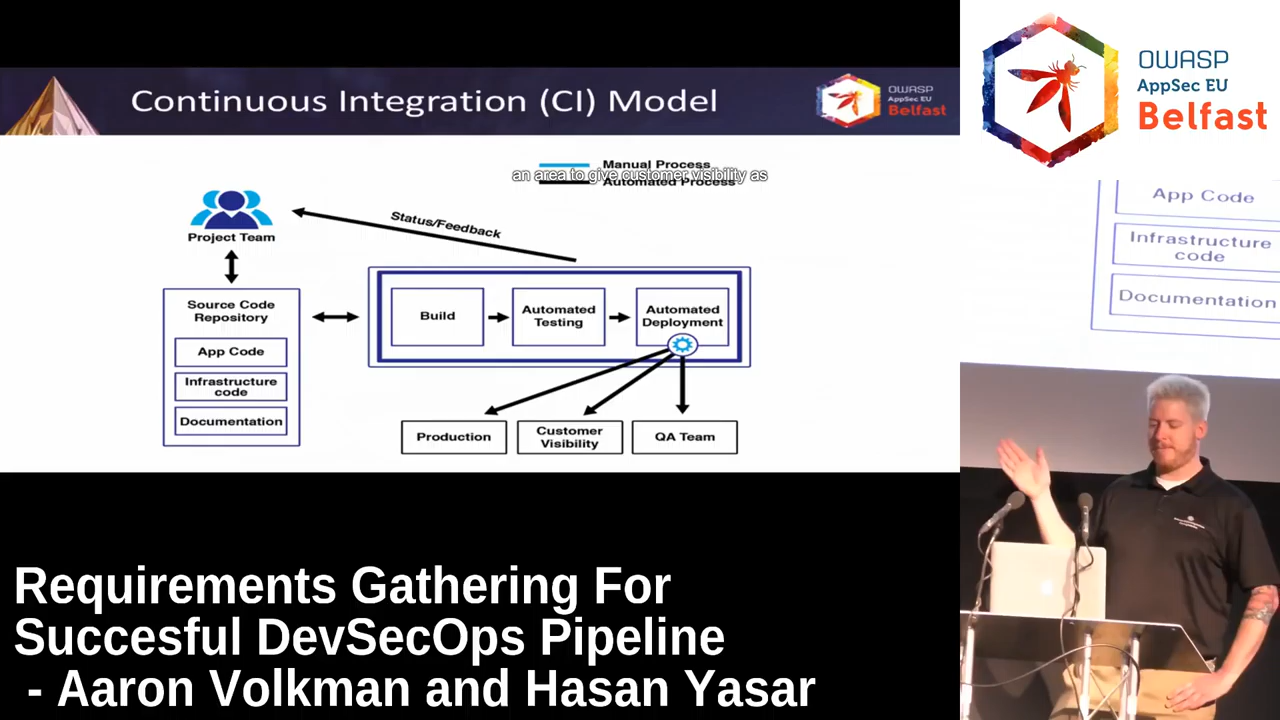 Continuous Integration (CI) Model
OWASP
AppSec EU
Belfast
OWASP
AppSec EU
Belfast
Manual Process
an area to give customer visibility as
Automated Process
Status/Feedback
Project Team
Source Code
Repository
App Code
Infrastructure
code
Documentation
Build
Automated
Testing
Automated
Deployment
Production
Customer
Visibility
QA Team
App Code
Infrastructure
code
Documentation
Requirements Gathering For
Succesful DevSecOps Pipeline
- Aaron Volkman and Hasan Yasar